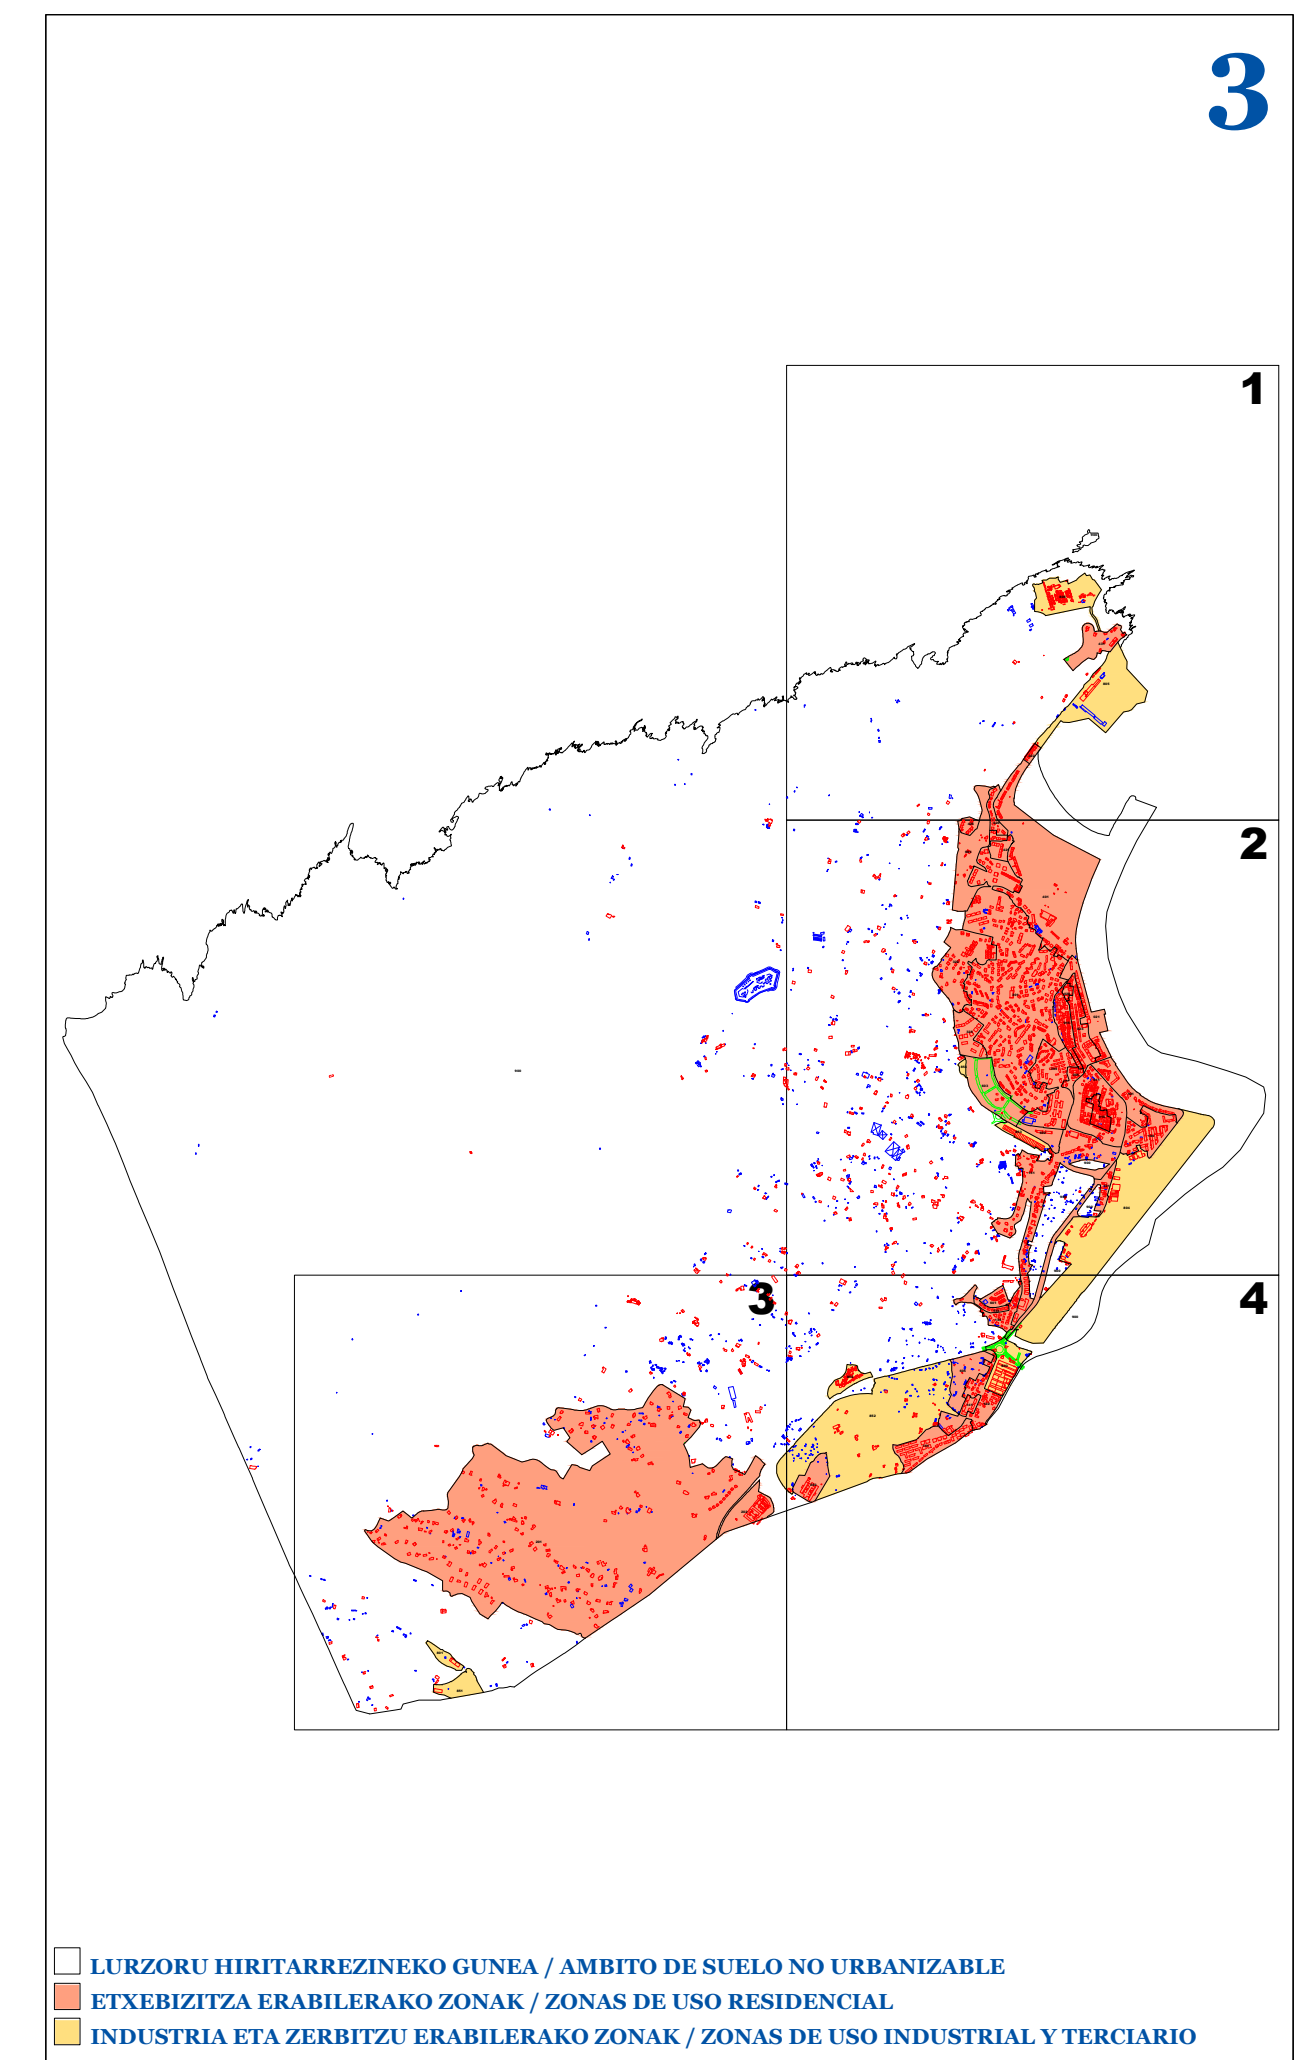 3
1
2
3
4
LURZORU HIRITARREZINEKO GUNEA / AMBITO DE SUELO NO URBANIZABLE
ETXEBIZITZA ERABILERAKO ZONAK / ZONAS DE USO RESIDENCIAL
INDUSTRIA ETA ZERBITZU ERABILERAKO ZONAK / ZONAS DE USO INDUSTRIAL Y TERCIARIO